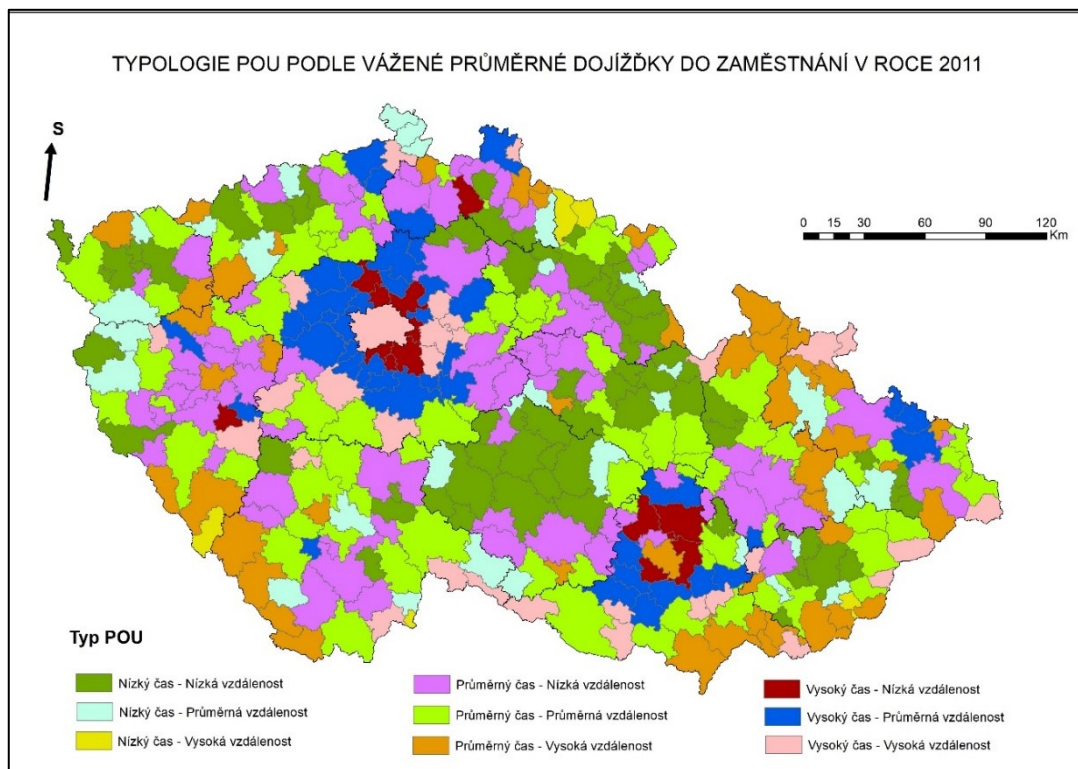 TYPOLOGIE POU PODLE VÁŽENÉ PRŮMĚRNÉ DOJÍŽĎKY DO ZAMĚSTNÁNÍ V ROCE 2011
S
0 15 30 60 90 120
Km
Typ POU
Nízký čas - Nízká vzdálenost
Průměrný čas - Nízká vzdálenost
Vysoký čas - Nízká vzdálenost
Nízký čas - Průměrná vzdálenost
Průměrný čas - Průměrná vzdálenost
Vysoký čas - Průměrná vzdálenost
Nízký čas - Vysoká vzdálenost
Průměrný čas - Vysoká vzdálenost
Vysoký čas - Vysoká vzdálenost